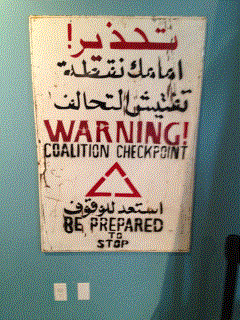 تحذير!
امامك نقطة
تفتيش التحالف
WARNING!
COALITION CHECKPOINT
استعد للوقوف
BE PREPARED
TO
STOP